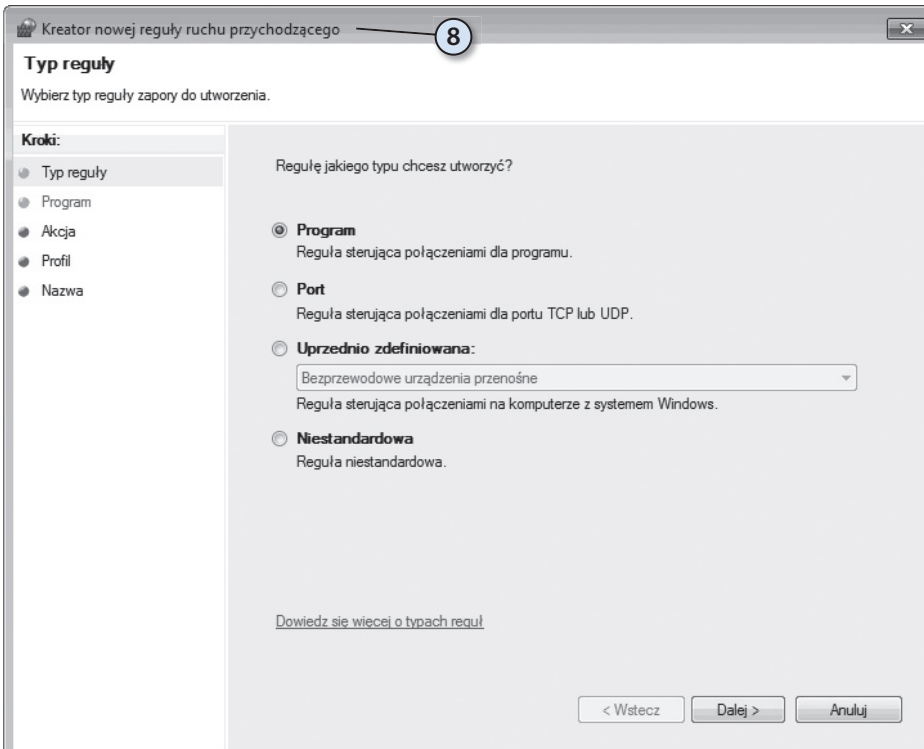 Kreator nowej reguły ruchu przychodzącego
8
Typ reguły
Wybierz typ reguły zapory do utworzenia.
Kroki:
Typ reguły
Program
Akcja
Profil
Nazwa
Regułę jakiego typu chcesz utworzyć?
Program
Reguła sterująca połączeniami dla programu.
Port
Reguła sterująca połączeniami dla portu TCP lub UDP.
Uprzednio zdefiniowana:
Bezprzewodowe urządzenia przenośne
Reguła sterująca połączeniami na komputerze z systemem Windows.
Niestandardowa
Reguła niestandardowa.
Dowiedz się więcej o typach reguł
< Wstecz
Dalej >
Anuluj